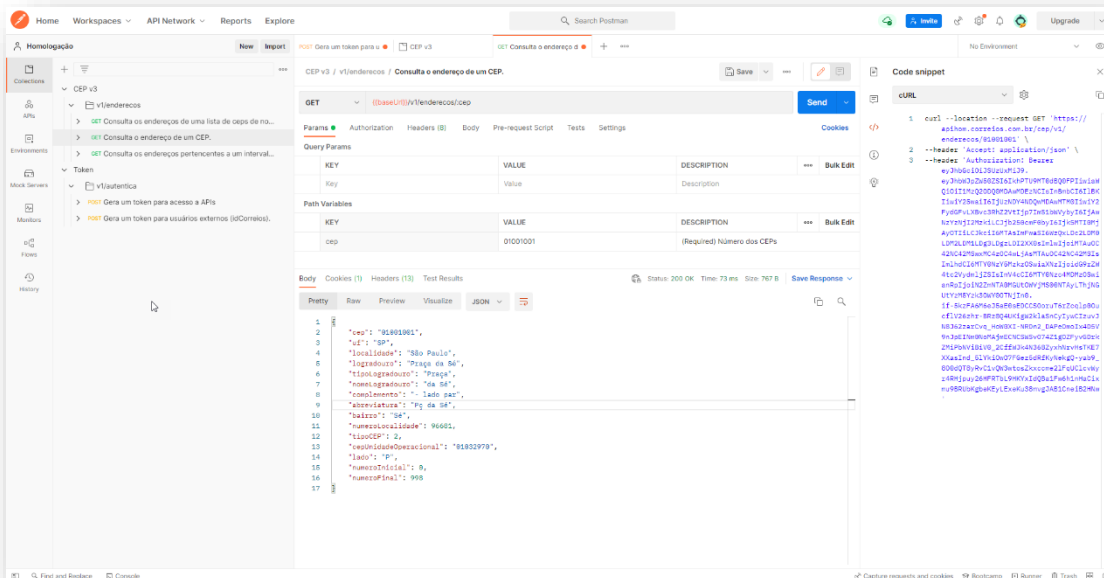 Home Workspaces API Network Reports Explore
Search Postman
Invite
Upgrade
Homologação
New Import
POST Gera um token para u
CEP v3
GET Consulta o endereço d
No Environment
Collections
APIs
Environments
Mock Servers
Monitors
Flows
History
CEP v3
v1/enderecos
GET Consulta os endereços de uma lista de ceps de no...
GET Consulta o endereço de um CEP.
GET Consulta os endereços pertencentes a um interval...
Token
v1/autentica
POST Gera um token para acesso a APIs
POST Gera um token para usuários externos (idCorreios).
CEP v3 / v1/enderecos / Consulta o endereço de um CEP.
Save
GET
{{baseUrl}}/v1/enderecos/:cep
Send
Params Authorization Headers (8) Body Pre-request Script Tests Settings
Cookies
Query Params
KEY VALUE DESCRIPTION Bulk Edit
Key Value Description
Path Variables
KEY VALUE DESCRIPTION Bulk Edit
cep 01001001 (Required) Número dos CEPs
Body Cookies (1) Headers (13) Test Results
Status: 200 OK Time: 73 ms Size: 767 B Save Response
Pretty Raw Preview Visualize JSON
1 {
2 "cep": "01001001",
3 "uf": "SP",
4 "localidade": "São Paulo",
5 "logradouro": "Praça da Sé",
6 "tipoLogradouro": "Praça",
7 "nomeLogradouro": "da Sé",
8 "complemento": "- lado par",
9 "abreviatura": "Pç da Sé",
10 "bairro": "Sé",
11 "numeroLocalidade": 96681,
12 "tipoCEP": 2,
13 "cepUnidadeOperacional": "01032970",
14 "lado": "P",
15 "numeroInicial": 0,
16 "numeroFinal": 998
17 }
Code snippet
cURL
1 curl --location --request GET 'https://
apihom.correios.com.br/cep/v1/
enderecos/01001001' \
2 --header 'Accept: application/json' \
3 --header 'Authorization: Bearer
Find and Replace Console
Capture requests and cookies Bootcamp Runner Trash